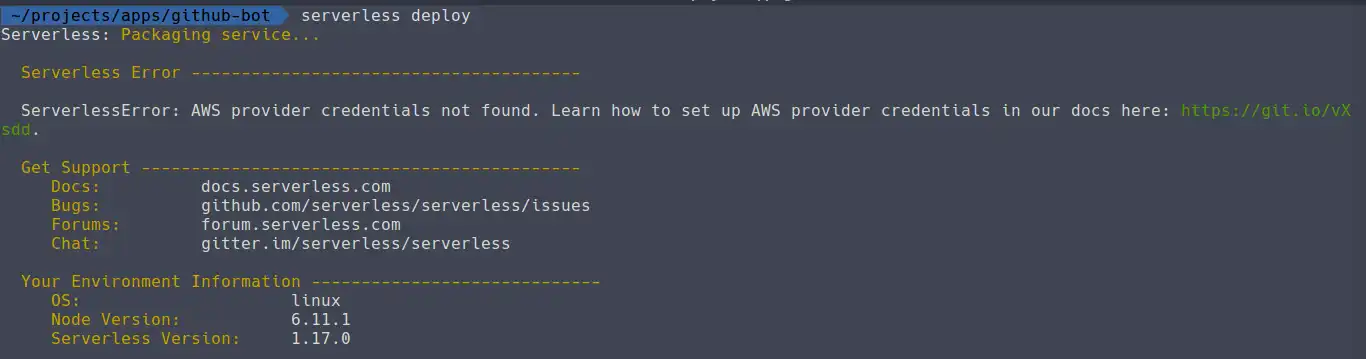 ~/projects/apps/github-bot serverless deploy
Serverless: Packaging service...
Serverless Error ---------------------------------------
ServerlessError: AWS provider credentials not found. Learn how to set up AWS provider credentials in our docs here: https://git.io/vX
sdd.
Get Support --------------------------------------------
Docs: docs.serverless.com
Bugs: github.com/serverless/serverless/issues
Forums: forum.serverless.com
Chat: gitter.im/serverless/serverless
Your Environment Information -----------------------------
OS: linux
Node Version: 6.11.1
Serverless Version: 1.17.0